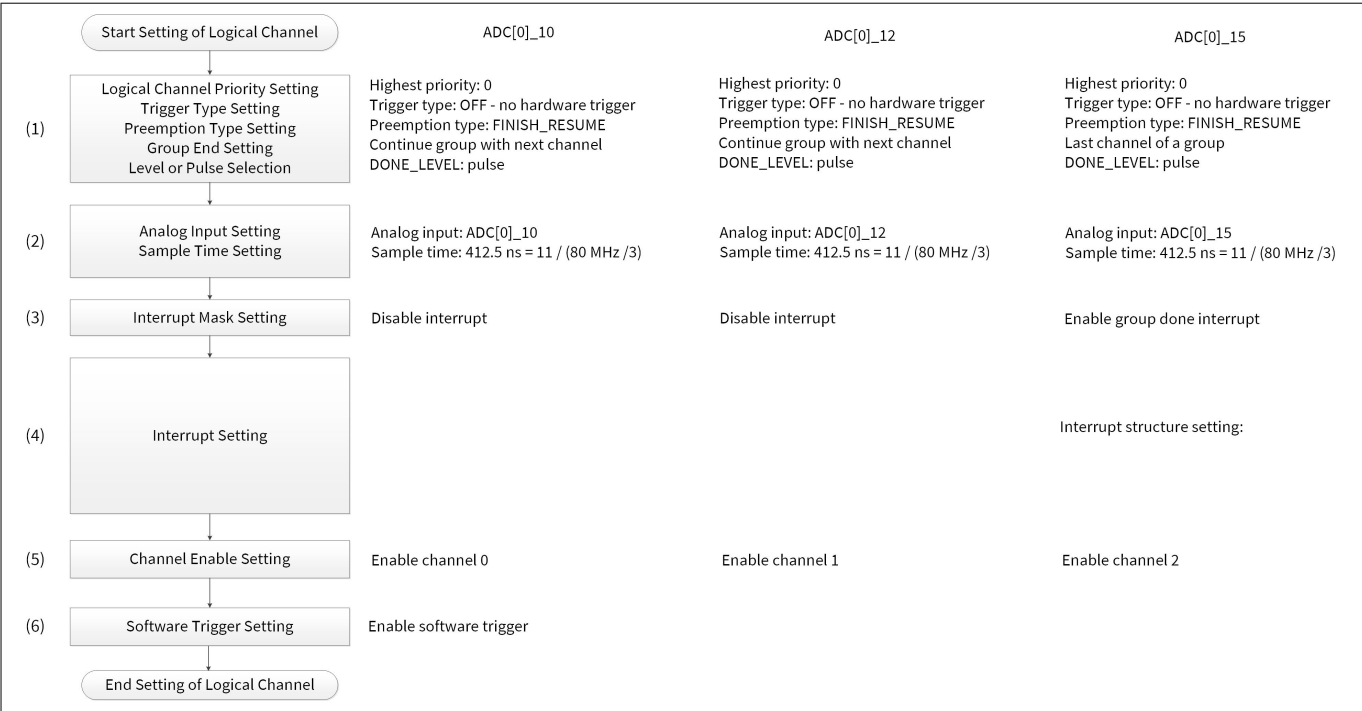 Start Setting of Logical Channel
ADC[0]_10
ADC[0]_12
ADC[0]_15
(1)
Logical Channel Priority Setting
Trigger Type Setting
Preemption Type Setting
Group End Setting
Level or Pulse Selection
Highest priority: 0
Trigger type: OFF - no hardware trigger
Preemption type: FINISH_RESUME
Continue group with next channel
DONE_LEVEL: pulse
Highest priority: 0
Trigger type: OFF - no hardware trigger
Preemption type: FINISH_RESUME
Continue group with next channel
DONE_LEVEL: pulse
Highest priority: 0
Trigger type: OFF - no hardware trigger
Preemption type: FINISH_RESUME
Last channel of a group
DONE_LEVEL: pulse
(2)
Analog Input Setting
Sample Time Setting
Analog input: ADC[0]_10
Sample time: 412.5 ns = 11 / (80 MHz /3)
Analog input: ADC[0]_12
Sample time: 412.5 ns = 11 / (80 MHz /3)
Analog input: ADC[0]_15
Sample time: 412.5 ns = 11 / (80 MHz /3)
(3)
Interrupt Mask Setting
Disable interrupt
Disable interrupt
Enable group done interrupt
(4)
Interrupt Setting
Interrupt structure setting:
(5)
Channel Enable Setting
Enable channel 0
Enable channel 1
Enable channel 2
(6)
Software Trigger Setting
Enable software trigger
End Setting of Logical Channel